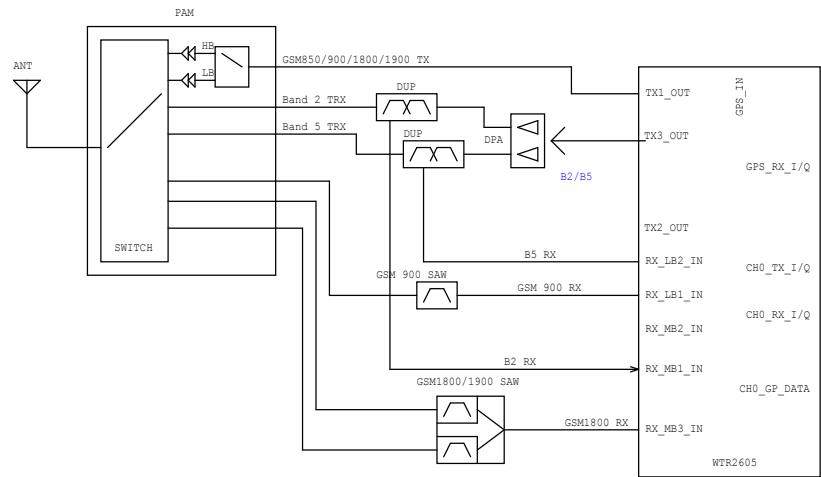 PAM
HB
ANT
GSM850/900/1800/1900 TX
LB
DUP
TX1_OUT
GPS_IN
Band 2 TRX
Band 5 TRX
DUP
DPA
TX3_OUT
GPS_RX_I/Q
B2/B5
TX2_OUT
SWITCH
B5 RX
RX_LB2_IN
CH0_TX_I/Q
GSM 900 SAW
GSM 900 RX
RX_LB1_IN
CH0_RX_I/Q
RX_MB2_IN
B2 RX
RX_MB1_IN
GSM1800/1900 SAW
CH0_GP_DATA
GSM1800 RX
RX_MB3_IN
WTR2605